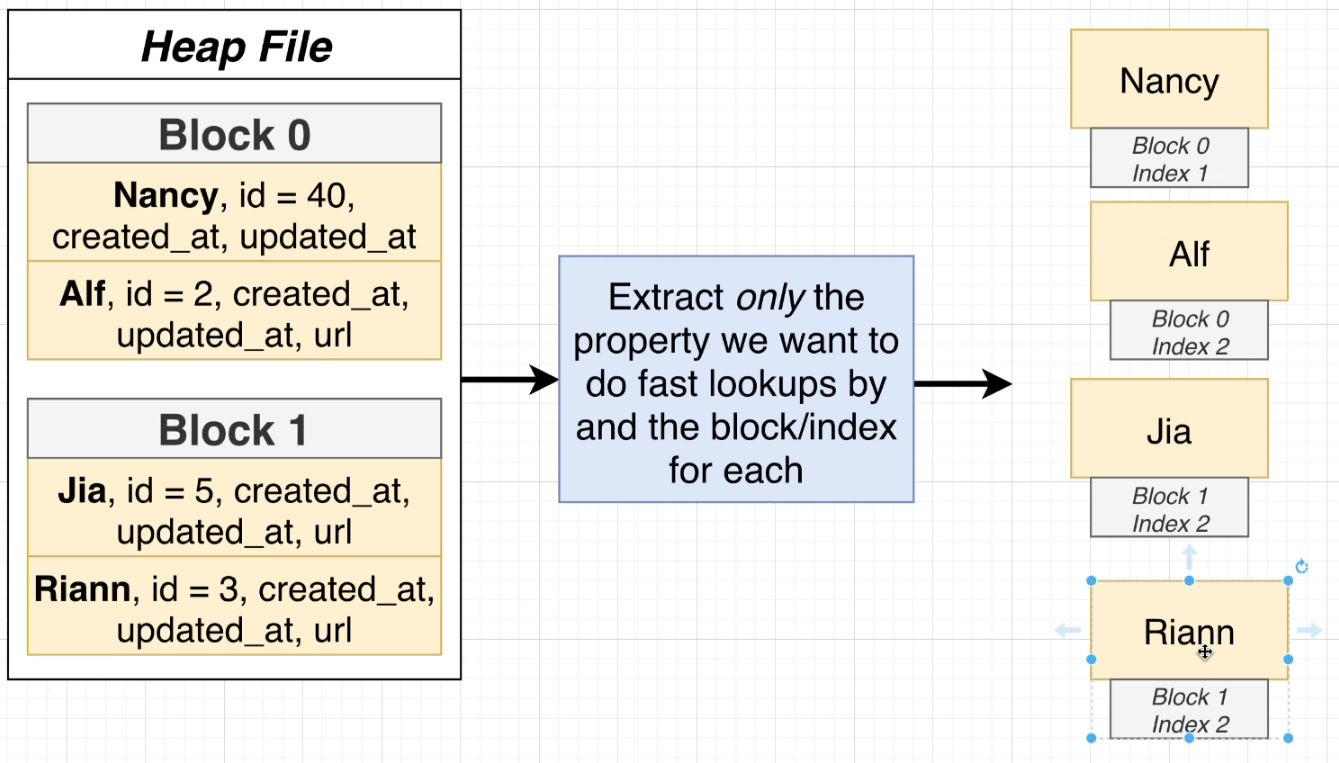 Heap File
Block 0
Nancy, id = 40,
created_at, updated_at
Alf, id = 2, created_at,
updated_at, url
Block 1
Jia, id = 5, created_at,
updated_at, url
Riann, id = 3, created_at,
updated_at, url
Extract only the
property we want to
do fast lookups by
and the block/index
for each
Nancy
Block 0
Index 1
Alf
Block 0
Index 2
Jia
Block 1
Index 2
Riann
Block 1
Index 2